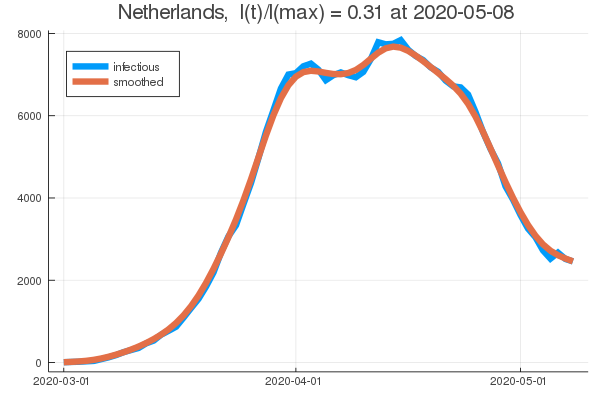 Netherlands,  I(t)/I(max) = 0.31 at 2020-05-08
8000
infectious
smoothed
6000
4000
2000
0
2020-03-01
2020-04-01
2020-05-01